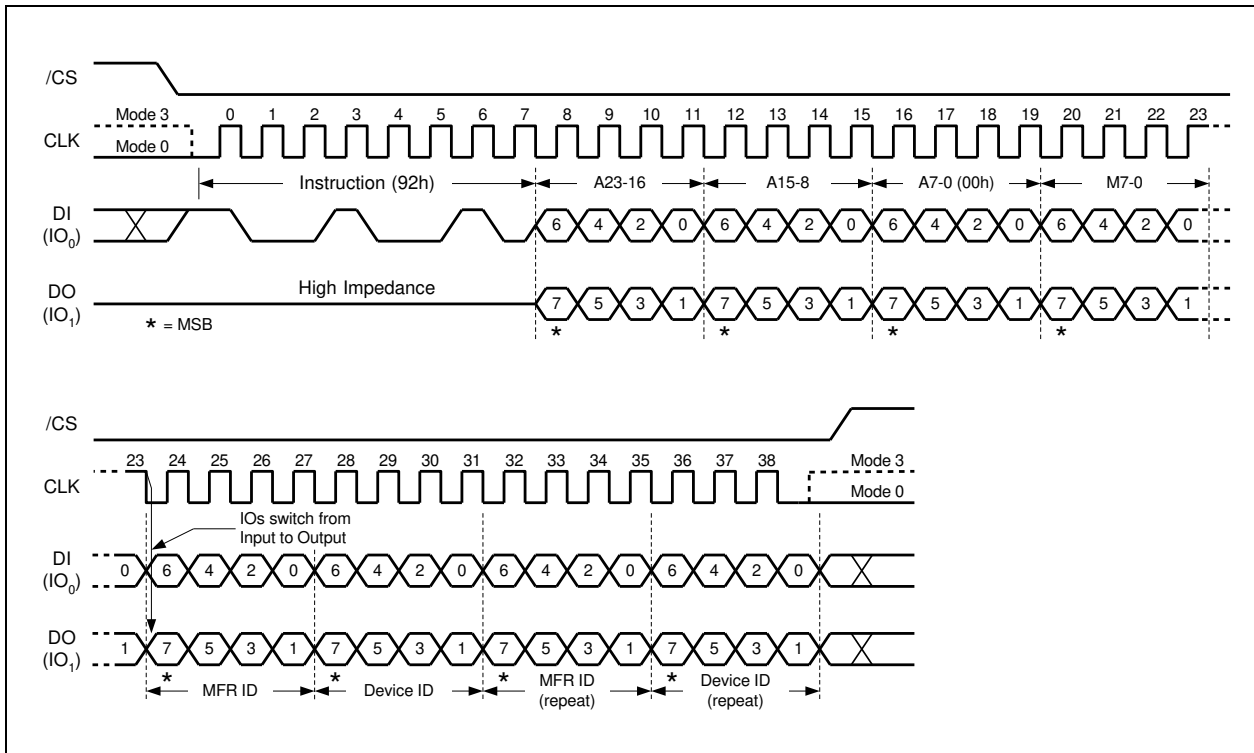 /CS
Mode 3 0 1 2 3 4 5 6 7 8 9 10 11 12 13 14 15 16 17 18 19 20 21 22 23
CLK
Mode 0
Instruction (92h) A23-16 A15-8 A7-0 (00h) M7-0
DI
(IO0)
6 4 2 0 6 4 2 0 6 4 2 0 6 4 2 0
High Impedance
DO
(IO1)
7 5 3 1 7 5 3 1 7 5 3 1 7 5 3 1
* * * *
* = MSB
/CS
23 24 25 26 27 28 29 30 31 32 33 34 35 36 37 38 Mode 3
CLK
Mode 0
IOs switch from
Input to Output
DI
(IO0)
0 6 4 2 0 6 4 2 0 6 4 2 0 6 4 2 0
DO
(IO1)
1 7 5 3 1 7 5 3 1 7 5 3 1 7 5 3 1
* * * *
MFR ID Device ID MFR ID
(repeat)
Device ID
(repeat)